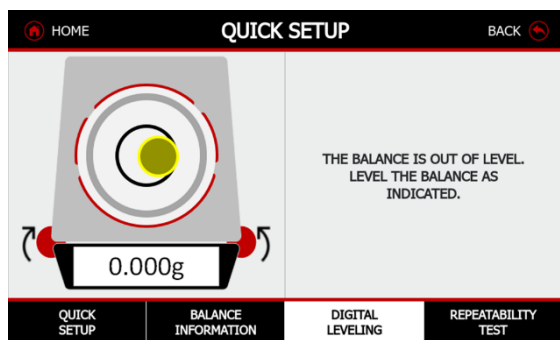 HOME
QUICK SETUP
BACK
THE BALANCE IS OUT OF LEVEL.
LEVEL THE BALANCE AS
INDICATED.
0.000g
QUICK
SETUP
BALANCE
INFORMATION
DIGITAL
LEVELING
REPEATABILITY
TEST